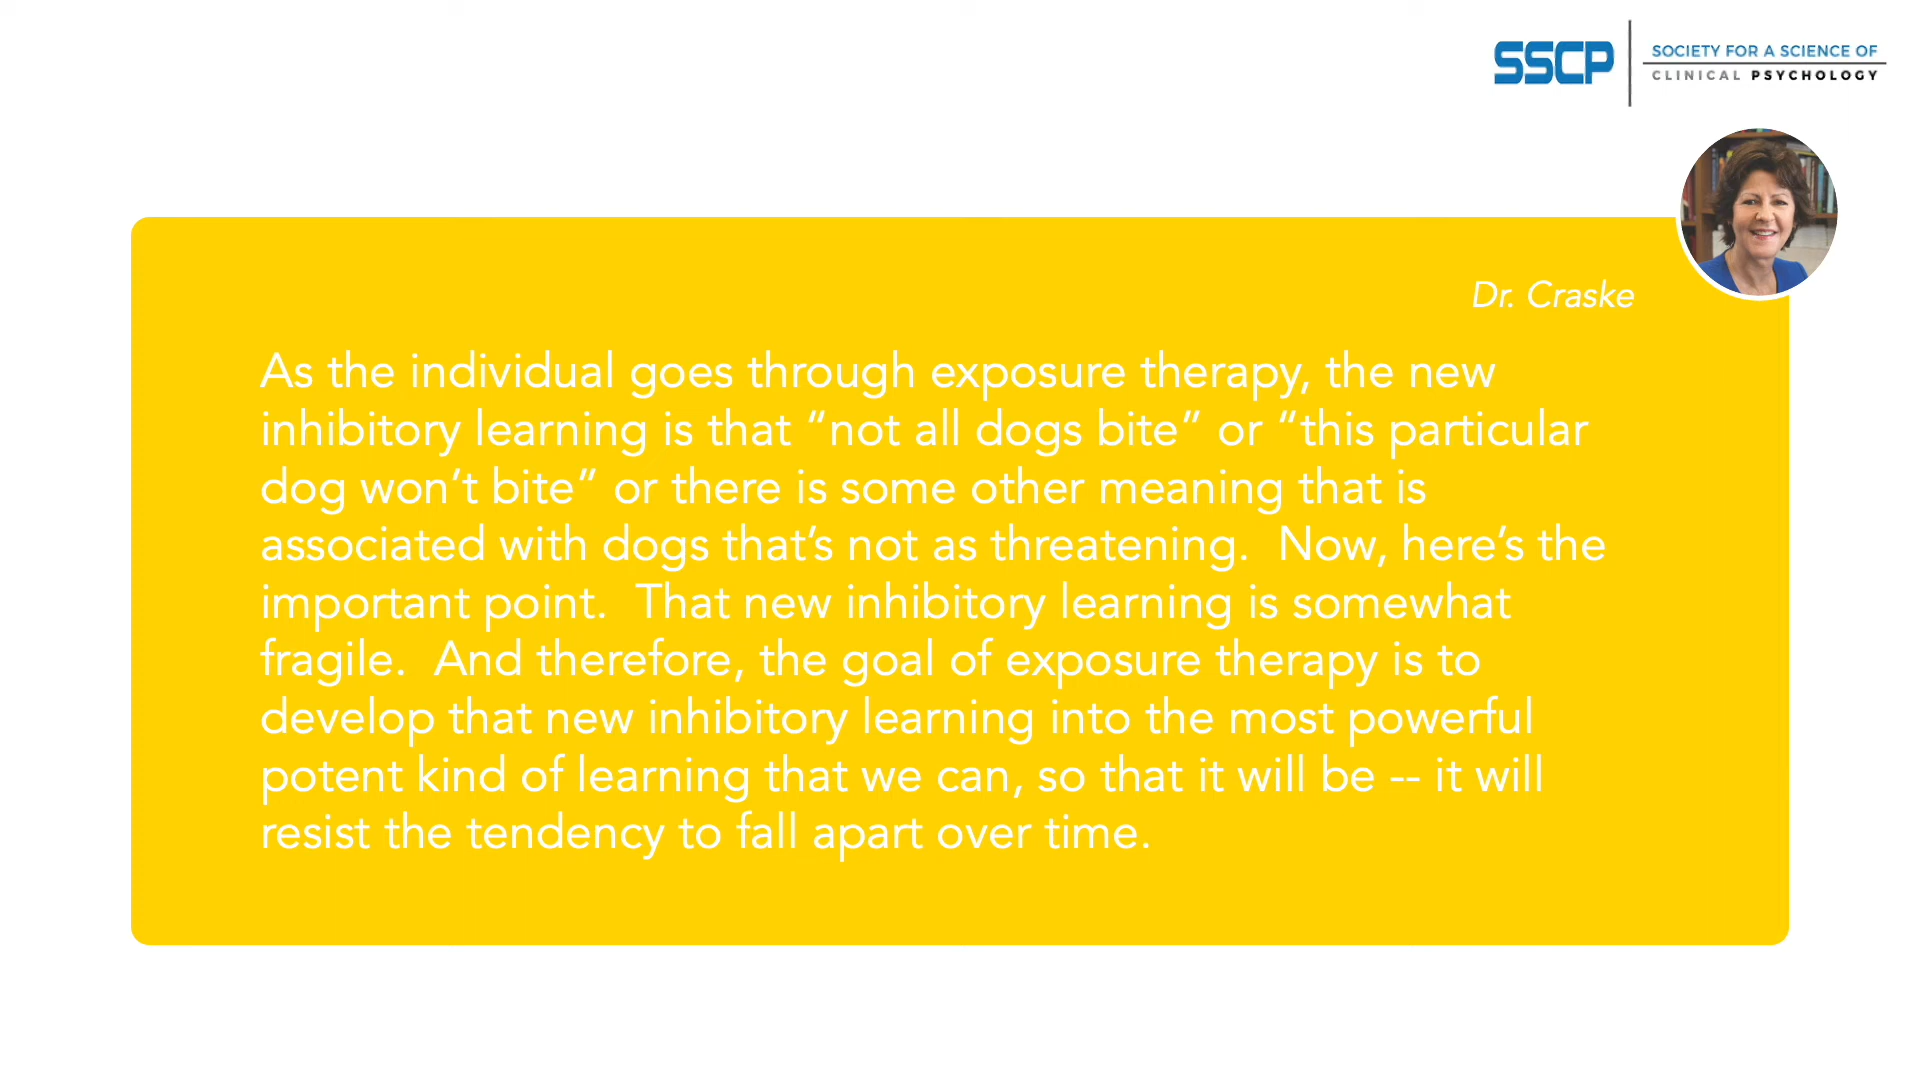 SSCP
SOCIETY FOR A SCIENCE OF
CLINICAL PSYCHOLOGY
Dr. Craske
As the individual goes through exposure therapy, the new
inhibitory learning is that “not all dogs bite” or “this particular
dog won’t bite” or there is some other meaning that is
associated with dogs that’s not as threatening.  Now, here’s the
important point.  That new inhibitory learning is somewhat
fragile.  And therefore, the goal of exposure therapy is to
develop that new inhibitory learning into the most powerful
potent kind of learning that we can, so that it will be -- it will
resist the tendency to fall apart over time.